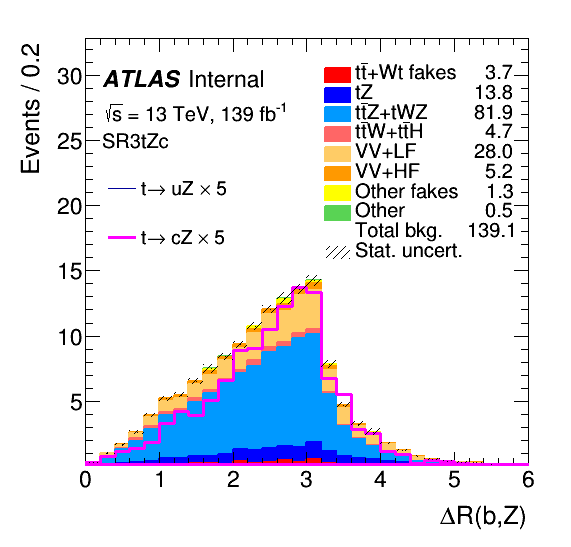 Events / 0.2
30
25
20
15
10
5
ATLAS Internal
√s = 13 TeV, 139 fb⁻¹
SR3tZc
t→ uZ × 5
t→ cZ × 5
tt̄+Wt fakes 3.7
tZ 13.8
tt̄Z+tWZ 81.9
tt̄W+tt̄H 4.7
VV+LF 28.0
VV+HF 5.2
Other fakes 1.3
Other 0.5
Total bkg. 139.1
Stat. uncert.
0 1 2 3 4 5 6
ΔR(b,Z)